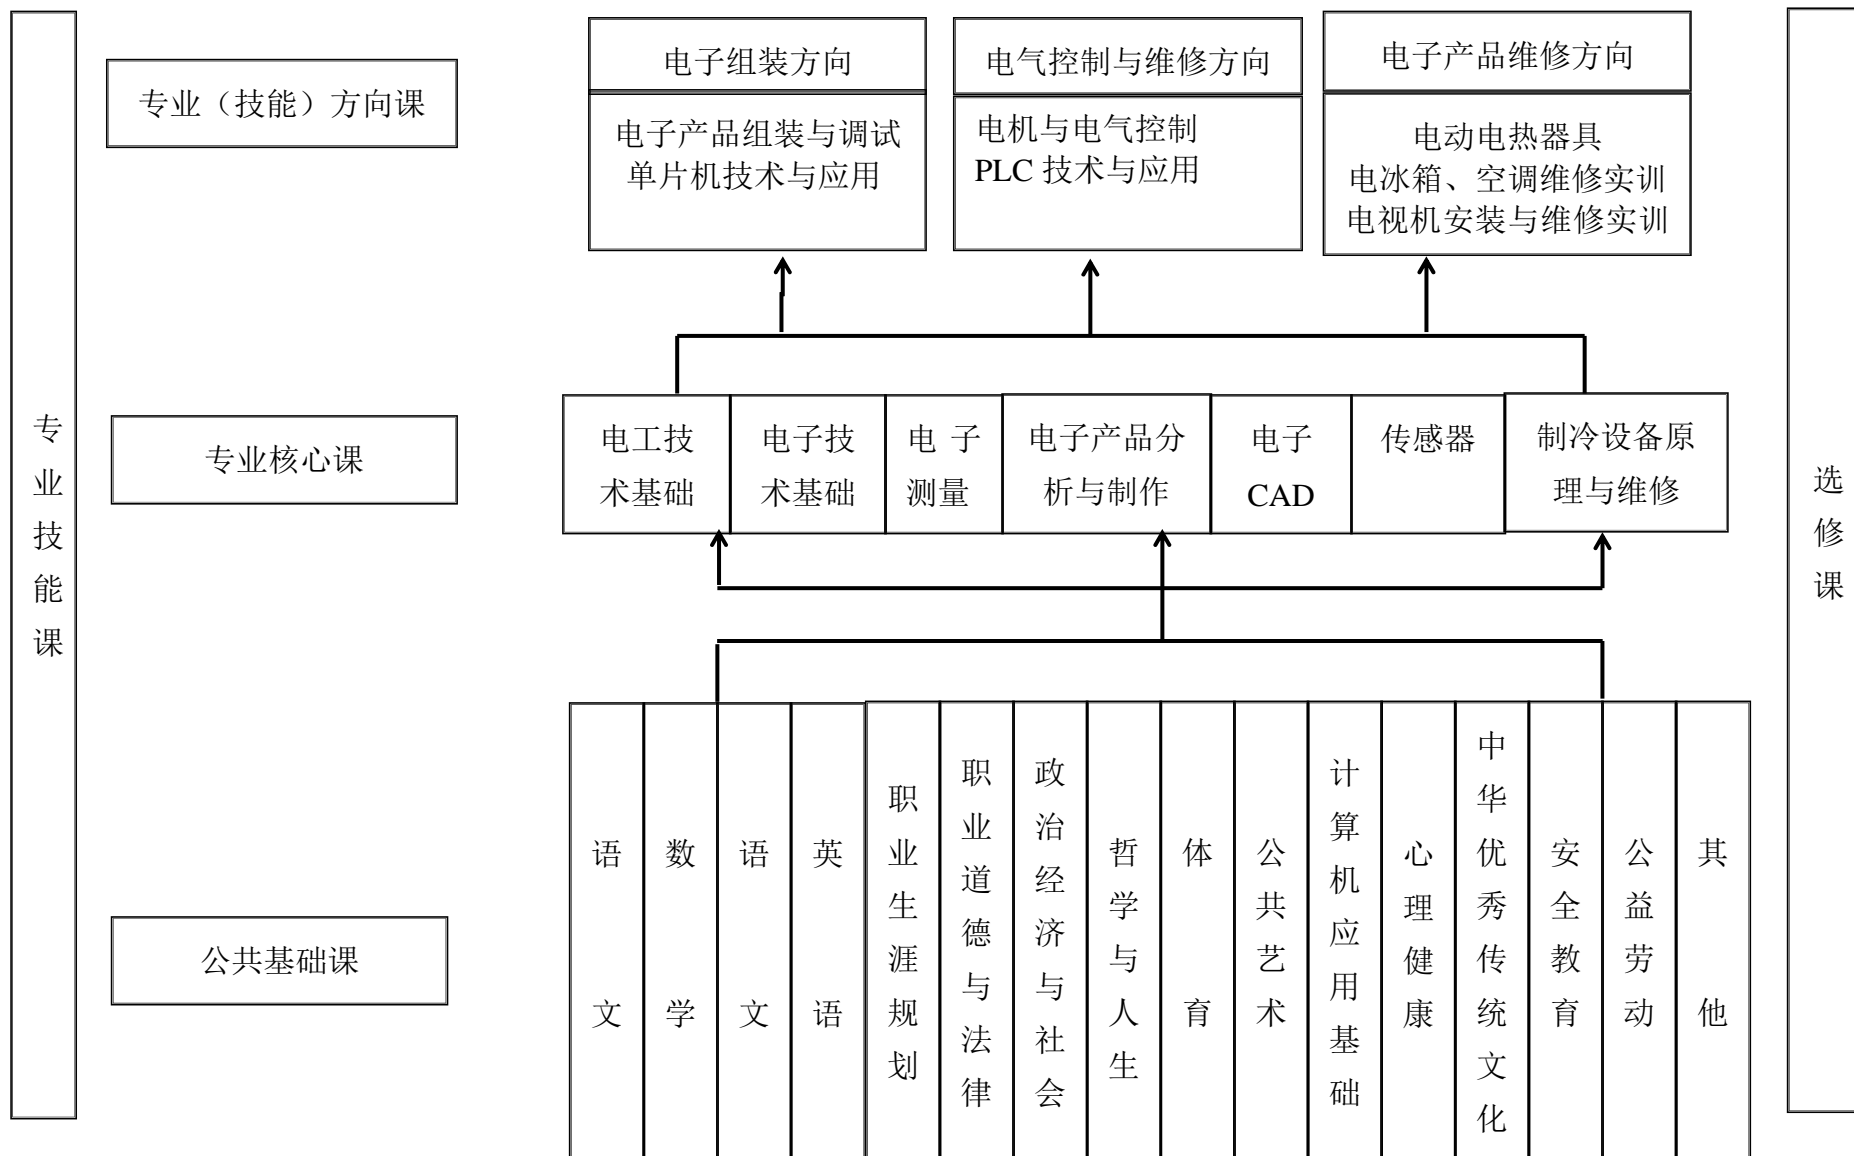 专业技能课
专业（技能）方向课
电子组装方向
电子产品组装与调试
单片机技术与应用
电气控制与维修方向
电机与电气控制
PLC 技术与应用
电子产品维修方向
电动电热器具
电冰箱、空调维修实训
电视机安装与维修实训
专业核心课
电工技
术基础
电子技
术基础
电 子
测量
电子产品分
析与制作
电子
CAD
传感器
制冷设备原
理与维修
公共基础课
语文
数学
语文
英语
职业生涯规划
职业道德与法律
政治经济与社会
哲学与人生
体育
公共艺术
计算机应用基础
心理健康
中华优秀传统文化
安全教育
公益劳动
其他
选修课